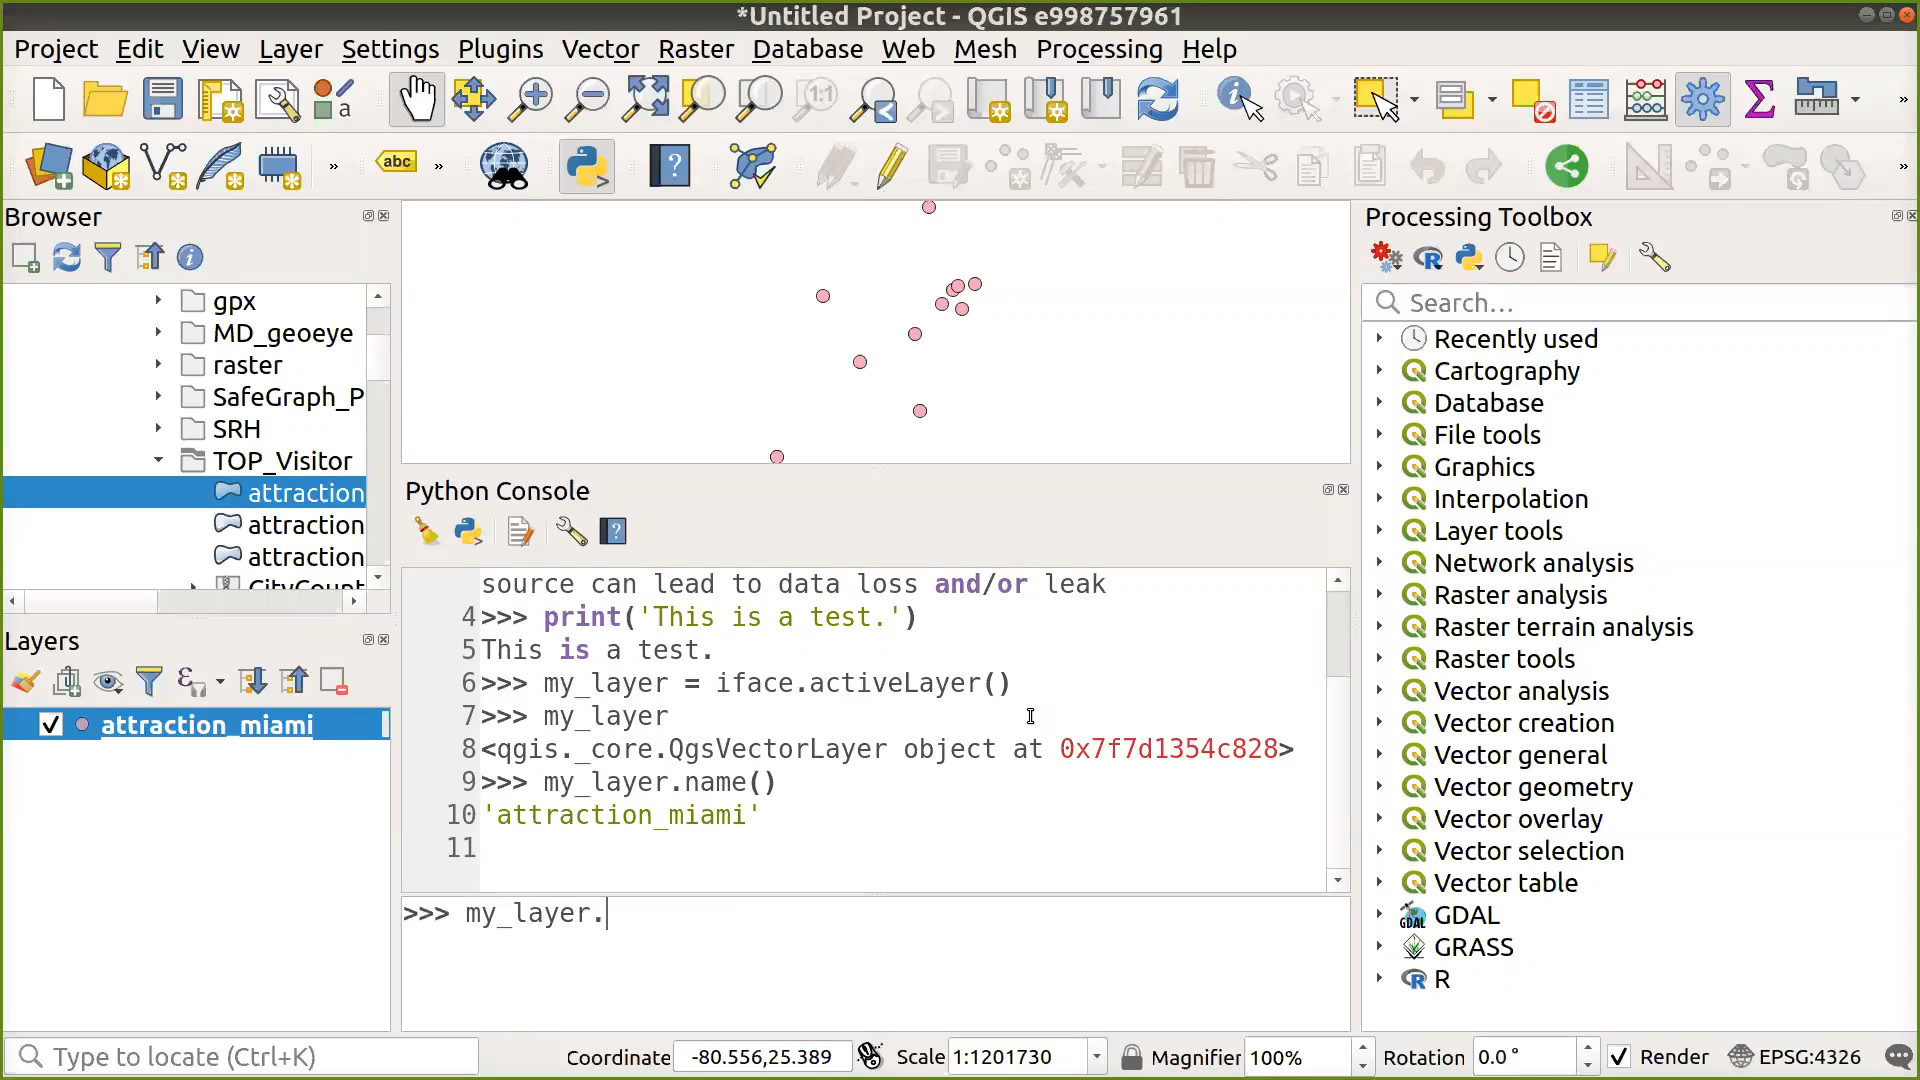 *Untitled Project - QGIS e998757961
Project Edit View Layer Settings Plugins Vector Raster Database Web Mesh Processing Help
1:1
a
»
abc
»
»
»
Browser
gpx
MD_geoeye
raster
SafeGraph_P
SRH
TOP_Visitor
attraction
attraction
attraction
CityCount
Layers
attraction_miami
Python Console
source can lead to data loss and/or leak
4 >>> print('This is a test.')
5 This is a test.
6 >>> my_layer = iface.activeLayer()
7 >>> my_layer
8 <qgis._core.QgsVectorLayer object at 0x7f7d1354c828>
9 >>> my_layer.name()
10 'attraction_miami'
11
>>> my_layer.
Processing Toolbox
Search…
Recently used
Cartography
Database
File tools
Graphics
Interpolation
Layer tools
Network analysis
Raster analysis
Raster terrain analysis
Raster tools
Vector analysis
Vector creation
Vector general
Vector geometry
Vector overlay
Vector selection
Vector table
GDAL
GRASS
R
Type to locate (Ctrl+K)
Coordinate -80.556,25.389 Scale 1:1201730 Magnifier 100% Rotation 0.0 ° Render EPSG:4326